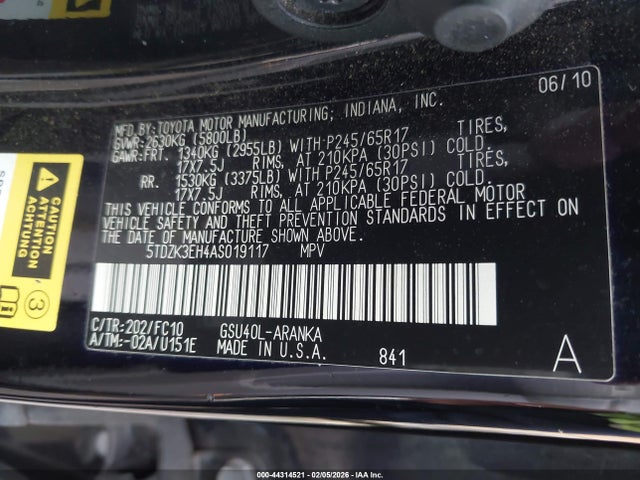 MFD. BY: TOYOTA MOTOR MANUFACTURING; INDIANA, INC. 06/10
GVWR: 2630KG (5800LB)
GAWR: FRT. 1340KG (2955LB) WITH P245/65R17 TIRES,
17X7.5J RIMS, AT 210KPA (30PSI) COLD.
RR. 1530KG (3375LB) WITH P245/65R17 TIRES,
17X7.5J RIMS, AT 210KPA (30PSI) COLD.
THIS VEHICLE CONFORMS TO ALL APPLICABLE FEDERAL MOTOR
VEHICLE SAFETY AND THEFT PREVENTION STANDARDS IN EFFECT ON
THE DATE OF MANUFACTURE SHOWN ABOVE.
5TDZK3EH4AS019117 MPV
C/TR:202/FC10 GSU40L-ARANKA
A/TM:-02A/U151E MADE IN U.S.A. 841 A
CAUTION
ATTENTION
ACHTUNG
3
000-44314521 - 02/05/2026 - IAA Inc.